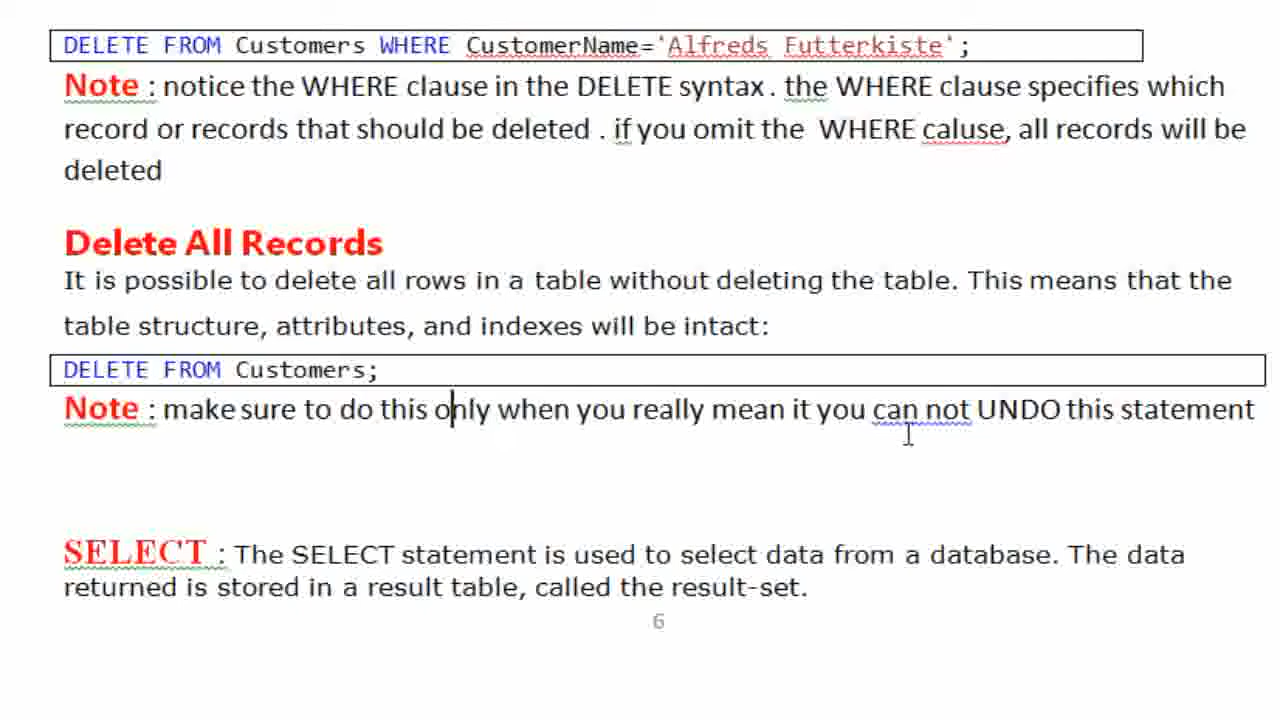 DELETE FROM Customers WHERE CustomerName='Alfreds Futterkiste';
Note : notice the WHERE clause in the DELETE syntax . the WHERE clause specifies which
record or records that should be deleted . if you omit the WHERE caluse, all records will be
deleted
Delete All Records
It is possible to delete all rows in a table without deleting the table. This means that the
table structure, attributes, and indexes will be intact:
DELETE FROM Customers;
Note : make sure to do this only when you really mean it you can not UNDO this statement
SELECT : The SELECT statement is used to select data from a database. The data
returned is stored in a result table, called the result-set.
6